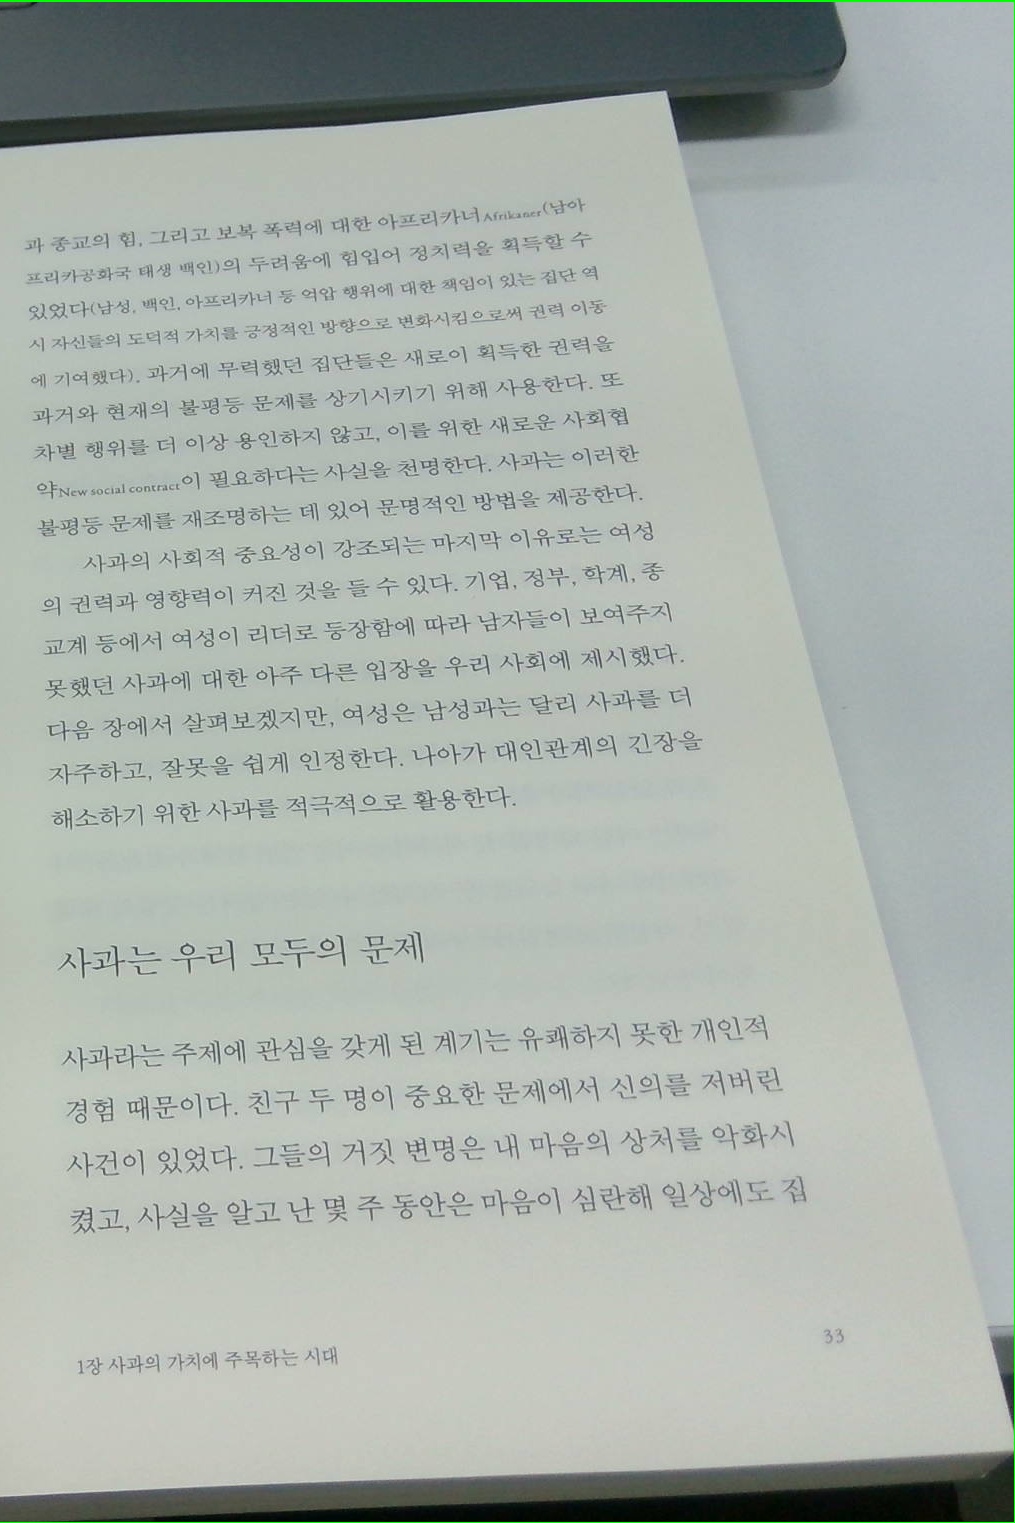 과 종교의 힘, 그리고 보복 폭력에 대한 아프리카너Afrikaner(남아
프리카공화국 태생 백인)의 두려움에 힘입어 정치력을 획득할 수
있었다(남성, 백인, 아프리카너 등 억압 행위에 대한 책임이 있는 집단 역
시 자신들의 도덕적 가치를 긍정적인 방향으로 변화시킴으로써 권력 이동
에 기여했다). 과거에 무력했던 집단들은 새로이 획득한 권력을
과거와 현재의 불평등 문제를 상기시키기 위해 사용한다. 또
차별 행위를 더 이상 용인하지 않고, 이를 위한 새로운 사회협
약New social contract이 필요하다는 사실을 천명한다. 사과는 이러한
불평등 문제를 재조명하는 데 있어 문명적인 방법을 제공한다.
사과의 사회적 중요성이 강조되는 마지막 이유로는 여성
의 권력과 영향력이 커진 것을 들 수 있다. 기업, 정부, 학계, 종
교계 등에서 여성이 리더로 등장함에 따라 남자들이 보여주지
못했던 사과에 대한 아주 다른 입장을 우리 사회에 제시했다.
다음 장에서 살펴보겠지만, 여성은 남성과는 달리 사과를 더
자주하고, 잘못을 쉽게 인정한다. 나아가 대인관계의 긴장을
해소하기 위한 사과를 적극적으로 활용한다.
사과는 우리 모두의 문제
사과라는 주제에 관심을 갖게 된 계기는 유쾌하지 못한 개인적
경험 때문이다. 친구 두 명이 중요한 문제에서 신의를 저버린
사건이 있었다. 그들의 거짓 변명은 내 마음의 상처를 악화시
켰고, 사실을 알고 난 몇 주 동안은 마음이 심란해 일상에도 집
33
1장 사과의 가치에 주목하는 시대